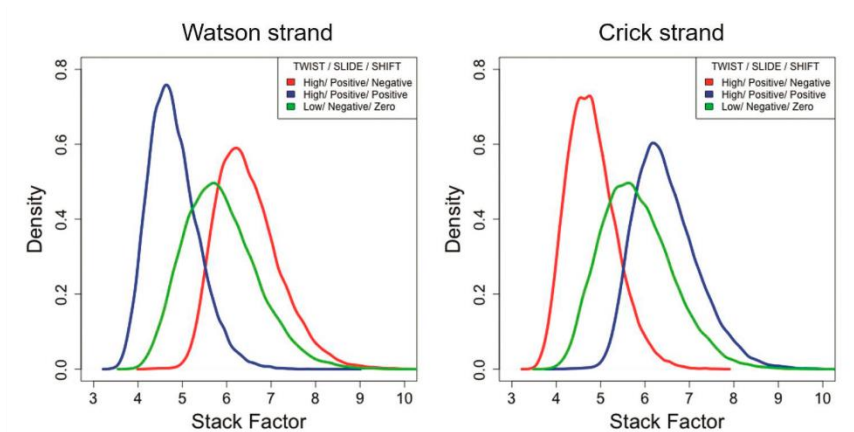 Watson strand
TWIST / SLIDE / SHIFT
High/ Positive/ Negative
High/ Positive/ Positive
Low/ Negative/ Zero
Density
0.0 0.2 0.4 0.6 0.8
3 4 5 6 7 8 9 10
Stack Factor
Crick strand
TWIST / SLIDE / SHIFT
High/ Positive/ Negative
High/ Positive/ Positive
Low/ Negative/ Zero
Density
0.0 0.2 0.4 0.6 0.8
3 4 5 6 7 8 9 10
Stack Factor